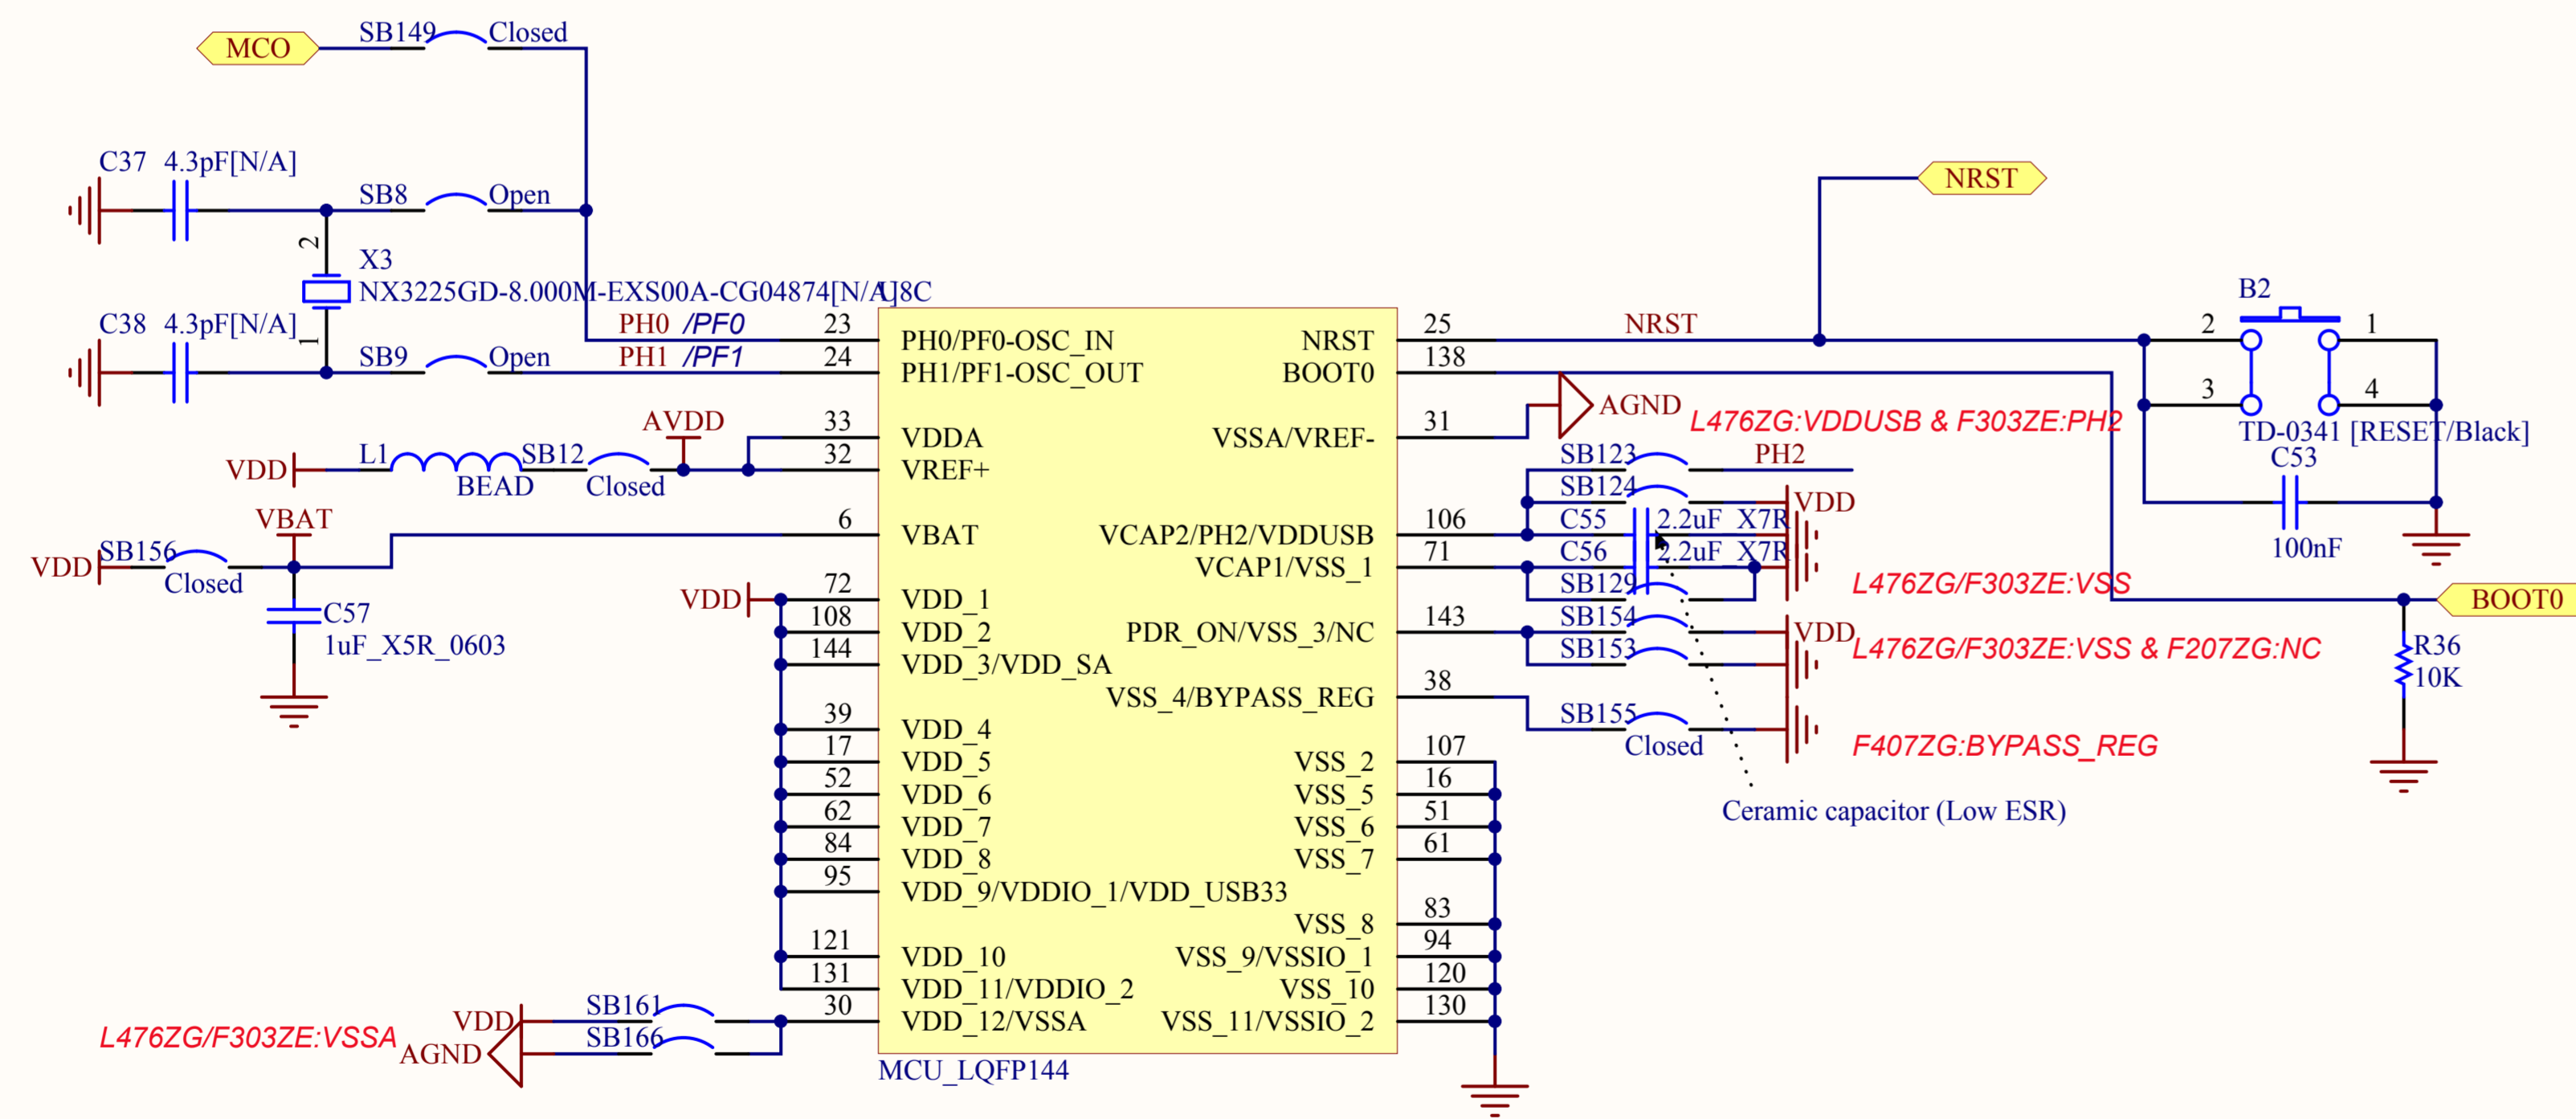 MCO SB149 Closed
C37 4.3pF[N/A]
SB8 Open
NRST
2
X3
NX3225GD-8.000M-EXS00A-CG04874[N/A]
U8C
B2
C38 4.3pF[N/A]
1
SB9 Open
PH0 /PF0 23 PH0/PF0-OSC_IN
PH1 /PF1 24 PH1/PF1-OSC_OUT
NRST 25 NRST
BOOT0 138
2 1
3 4
TD-0341 [RESET/Black]
C53
100nF
AVDD
33 VDDA
32 VREF+
VDD L1 BEAD SB12 Closed
VSSA/VREF- 31 AGND
L476ZG:VDDUSB & F303ZE:PH2
SB123 PH2
SB124 VDD
VBAT
6 VBAT
VDD SB156 Closed
C57
1uF_X5R_0603
VCAP2/PH2/VDDUSB 106 C55 2.2uF X7R
VCAP1/VSS_1 71 C56 2.2uF X7R
SB129
L476ZG/F303ZE:VSS
BOOT0
VDD 72 VDD_1
108 VDD_2
144 VDD_3/VDD_SA
PDR_ON/VSS_3/NC 143 SB154 VDD
SB153
L476ZG/F303ZE:VSS & F207ZG:NC
R36
10K
VSS_4/BYPASS_REG 38 SB155 Closed
F407ZG:BYPASS_REG
39 VDD_4
17 VDD_5
52 VDD_6
62 VDD_7
84 VDD_8
95 VDD_9/VDDIO_1/VDD_USB33
VSS_2 107
VSS_5 16
VSS_6 51
VSS_7 61
Ceramic capacitor (Low ESR)
VSS_8 83
121 VDD_10
131 VDD_11/VDDIO_2
30 VDD_12/VSSA
VSS_9/VSSIO_1 94
VSS_10 120
VSS_11/VSSIO_2 130
VDD SB161
AGND SB166
L476ZG/F303ZE:VSSA
MCU_LQFP144